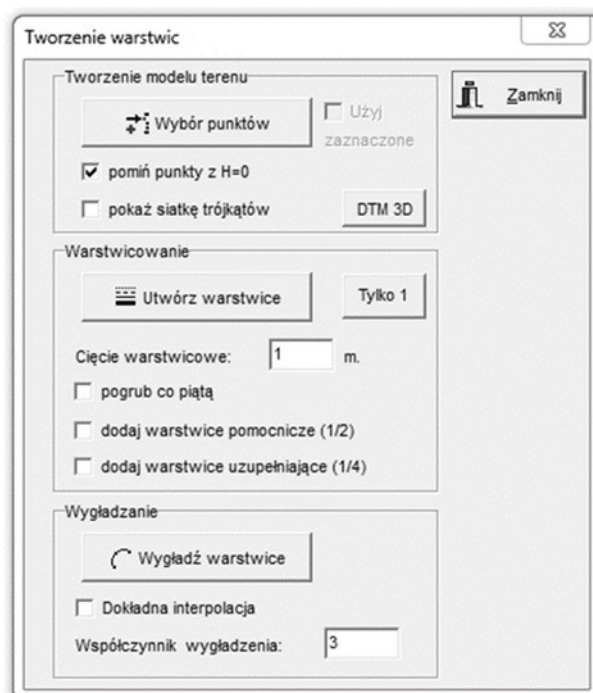 Tworzenie warstwic
Tworzenie modelu terenu
Wybór punktów
Użyj
zaznaczone
Zamknij
pomiń punkty z H=0
pokaż siatkę trójkątów
DTM 3D
Warstwicowanie
Utwórz warstwice
Tylko 1
Cięcie warstwicowe: 1 m.
pogrub co piątą
dodaj warstwice pomocnicze (1/2)
dodaj warstwice uzupełniające (1/4)
Wygładzanie
Wygładź warstwice
Dokładna interpolacja
Współczynnik wygładzenia: 3